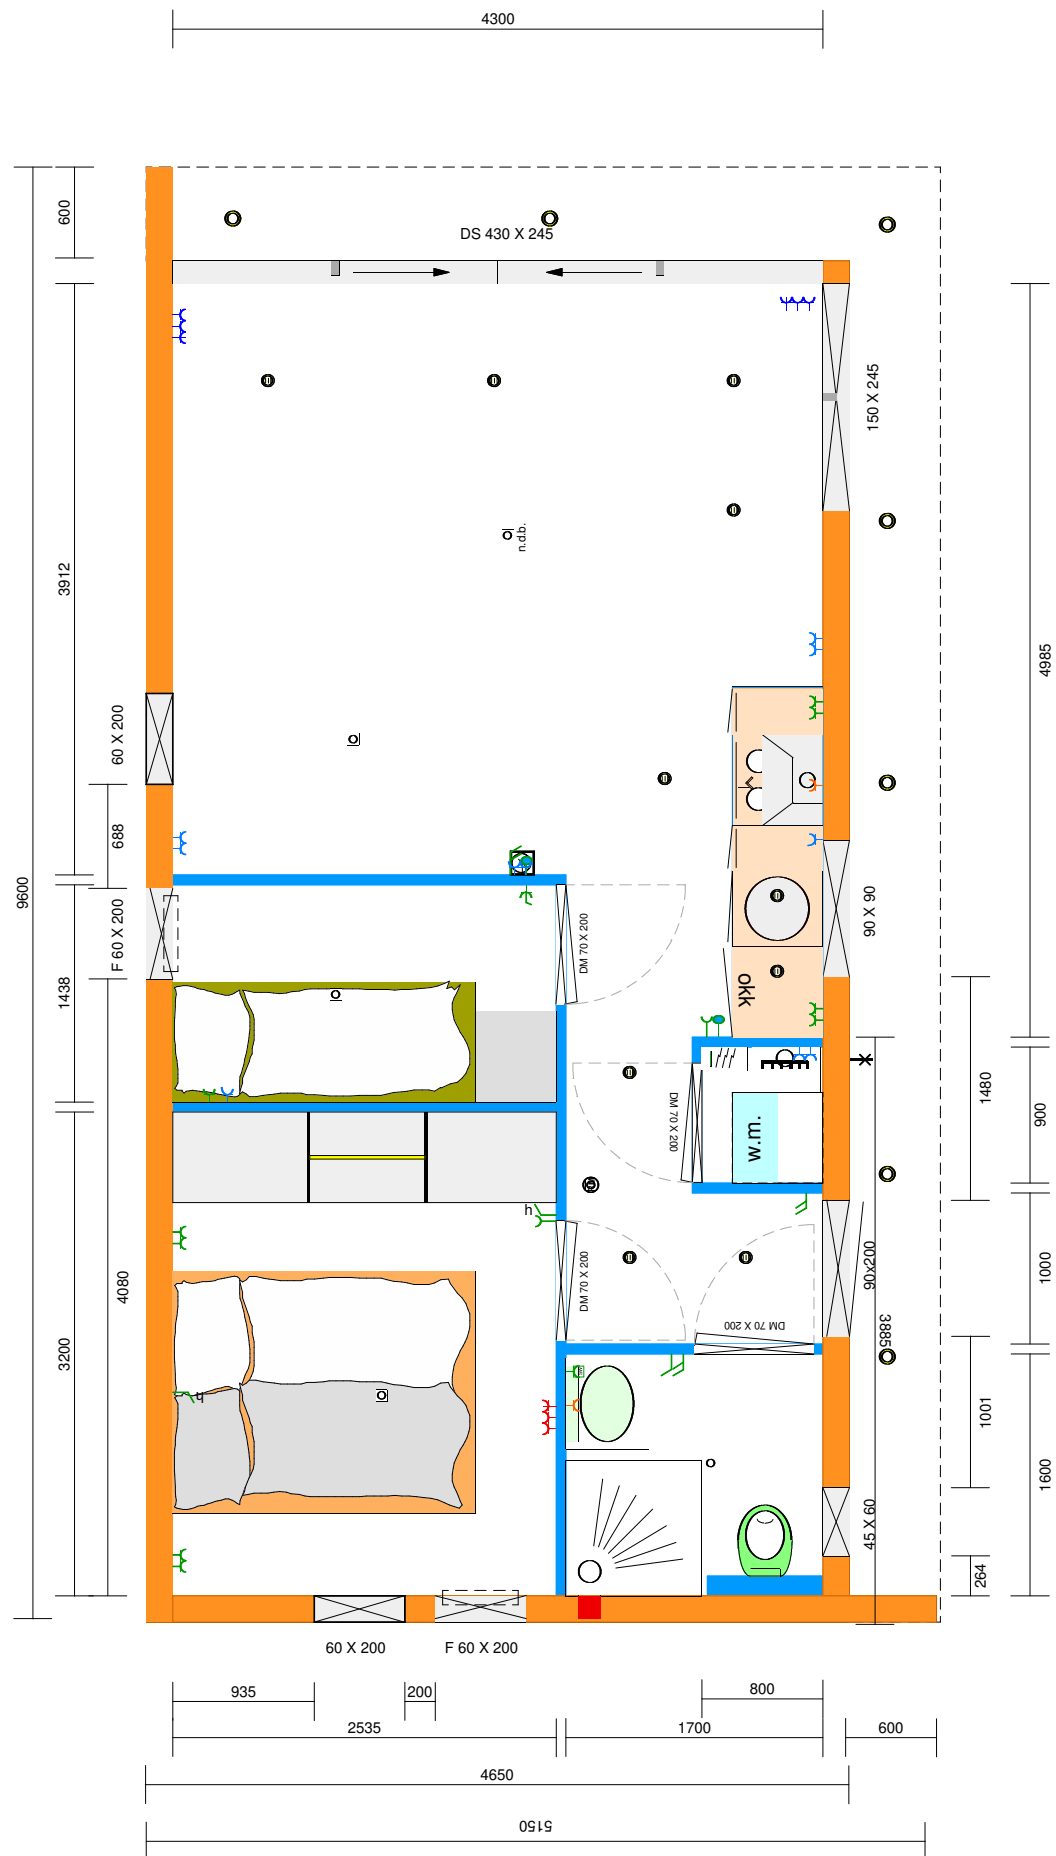 4300
600
DS 430 X 245
150 X 245
n.d.b.
3912
4985
60 X 200
688
9600
F 60 X 200
90 X 90
DM 70 X 200
okk
1438
1480
900
DM 70 X 200
w.m.
h
4080
90x200
1000
DM 70 X 200
DM 70 X 200
3885
3200
h
1001
1600
45 X 60
264
60 X 200
F 60 X 200
935
200
800
2535
1700
600
4650
5150